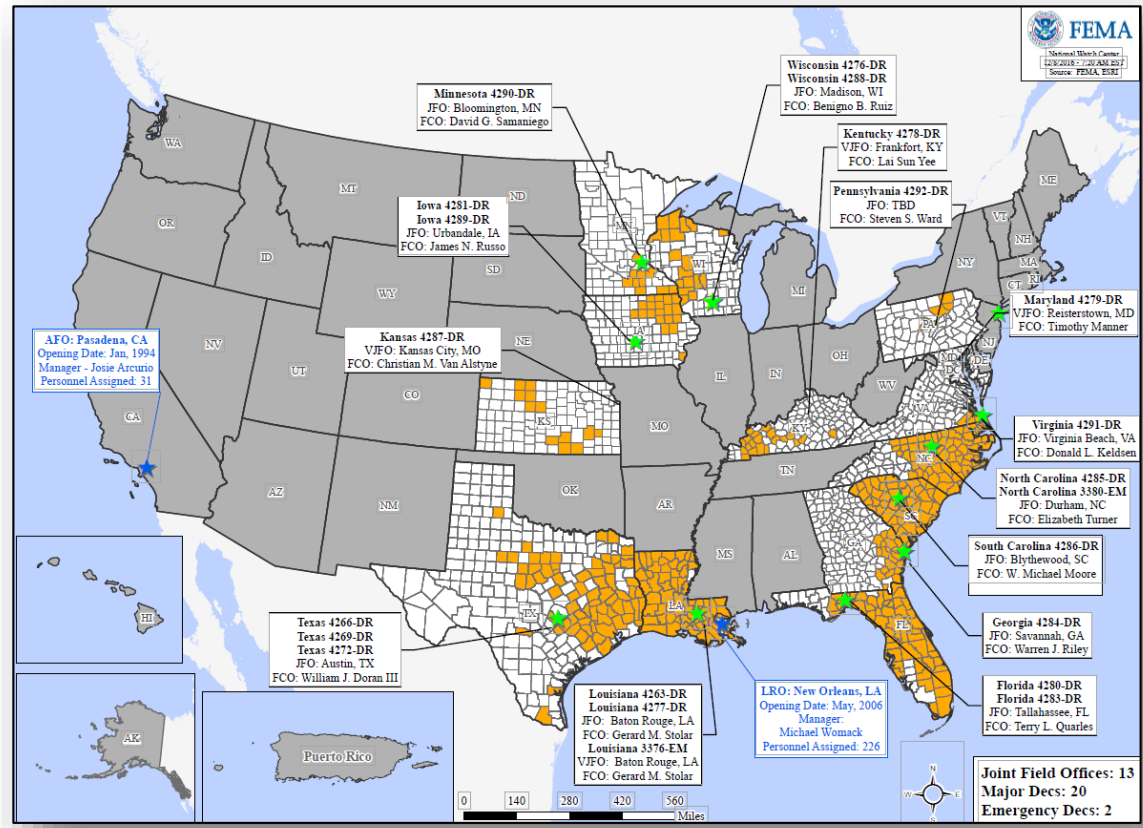 FEMA
National Watch Center
12/8/2016 - 7:20 AM EST
Source: FEMA, ESRI
Wisconsin 4276-DR
Wisconsin 4288-DR
JFO: Madison, WI
FCO: Benigno B. Ruiz
Minnesota 4290-DR
JFO: Bloomington, MN
FCO: David G. Samaniego
Kentucky 4278-DR
VJFO: Frankfort, KY
FCO: Lai Sun Yee
Pennsylvania 4292-DR
JFO: TBD
FCO: Steven S. Ward
Iowa 4281-DR
Iowa 4289-DR
JFO: Urbandale, IA
FCO: James N. Russo
Maryland 4279-DR
VJFO: Reisterstown, MD
FCO: Timothy Manner
AFO: Pasadena, CA
Opening Date: Jan, 1994
Manager - Josie Arcurio
Personnel Assigned: 31
Kansas 4287-DR
VJFO: Kansas City, MO
FCO: Christian M. Van Alstyne
Virginia 4291-DR
JFO: Virginia Beach, VA
FCO: Donald L. Keldsen
North Carolina 4285-DR
North Carolina 3380-EM
JFO: Durham, NC
FCO: Elizabeth Turner
South Carolina 4286-DR
JFO: Blythewood, SC
FCO: W. Michael Moore
Georgia 4284-DR
JFO: Savannah, GA
FCO: Warren J. Riley
Texas 4266-DR
Texas 4269-DR
Texas 4272-DR
JFO: Austin, TX
FCO: William J. Doran III
Louisiana 4263-DR
Louisiana 4277-DR
JFO: Baton Rouge, LA
FCO: Gerard M. Stolar
Louisiana 3376-EM
VJFO: Baton Rouge, LA
FCO: Gerard M. Stolar
LRO: New Orleans, LA
Opening Date: May, 2006
Manager:
Michael Womack
Personnel Assigned: 226
Florida 4280-DR
Florida 4283-DR
JFO: Tallahassee, FL
FCO: Terry L. Quarles
WA
OR
CA
NV
ID
MT
WY
UT
AZ
CO
NM
ND
SD
NE
KS
OK
TX
MN
IA
MO
AR
LA
WI
IL
MI
IN
OH
KY
TN
MS
AL
GA
FL
SC
NC
VA
WV
MD
DC
DE
PA
NJ
NY
CT
RI
MA
VT
NH
ME
HI
AK
Puerto Rico
0 140 280 420 560
Miles
N
W
E
S
Joint Field Offices: 13
Major Decs: 20
Emergency Decs: 2